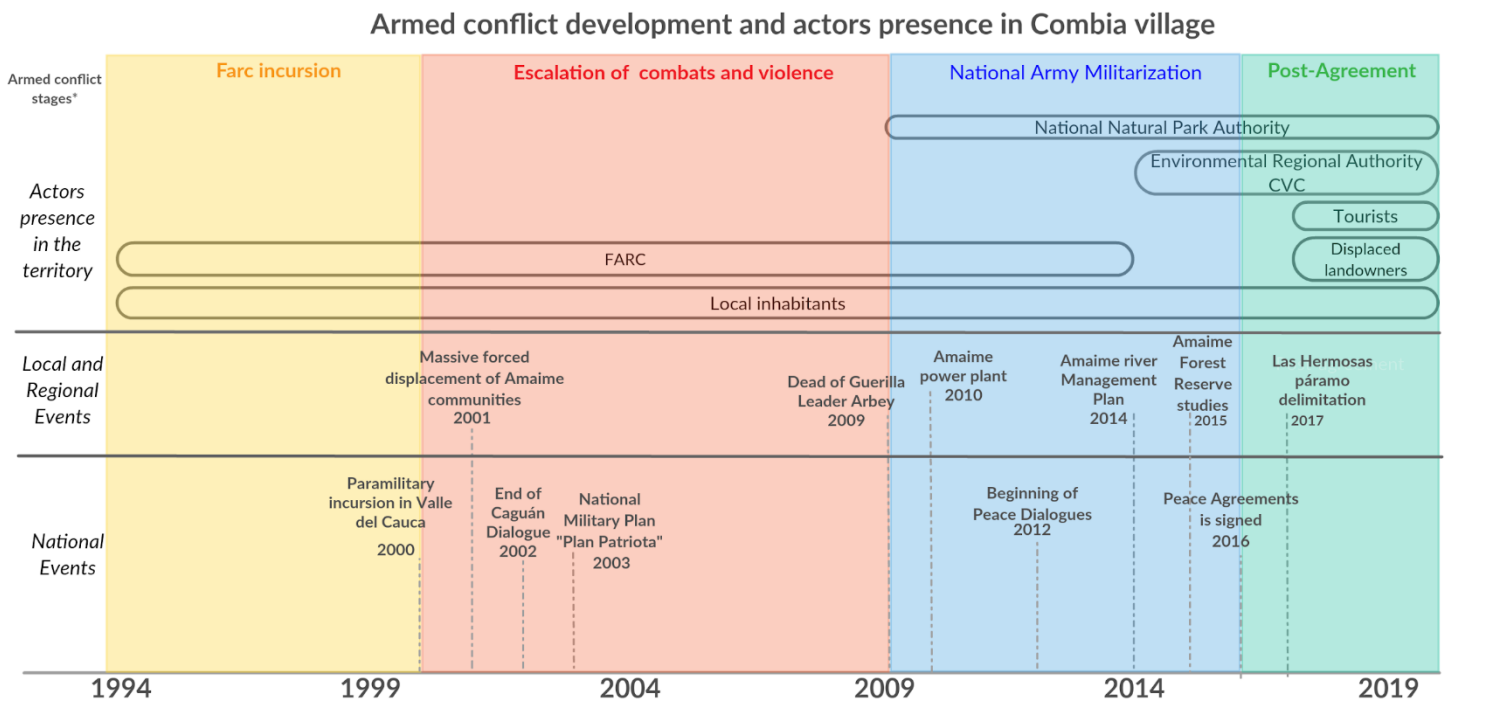 Armed conflict development and actors presence in Combia village
Armed conflict
stages*
Farc incursion
Escalation of combats and violence
National Army Militarization
Post-Agreement
Actors
presence
in the
territory
National Natural Park Authority
Environmental Regional Authority
CVC
Tourists
Displaced
landowners
FARC
Local inhabitants
Local and
Regional
Events
Massive forced
displacement of Amaime
communities
2001
Dead of Guerilla
Leader Arbey
2009
Amaime
power plant
2010
Amaime river
Management
Plan
2014
Amaime
Forest
Reserve
studies
2015
Las Hermosas
páramo
delimitation
2017
National
Events
Paramilitary
incursion in Valle
del Cauca
2000
End of
Caguán
Dialogue
2002
National
Military Plan
"Plan Patriota"
2003
Beginning of
Peace Dialogues
2012
Peace Agreements
is signed
2016
1994
1999
2004
2009
2014
2019